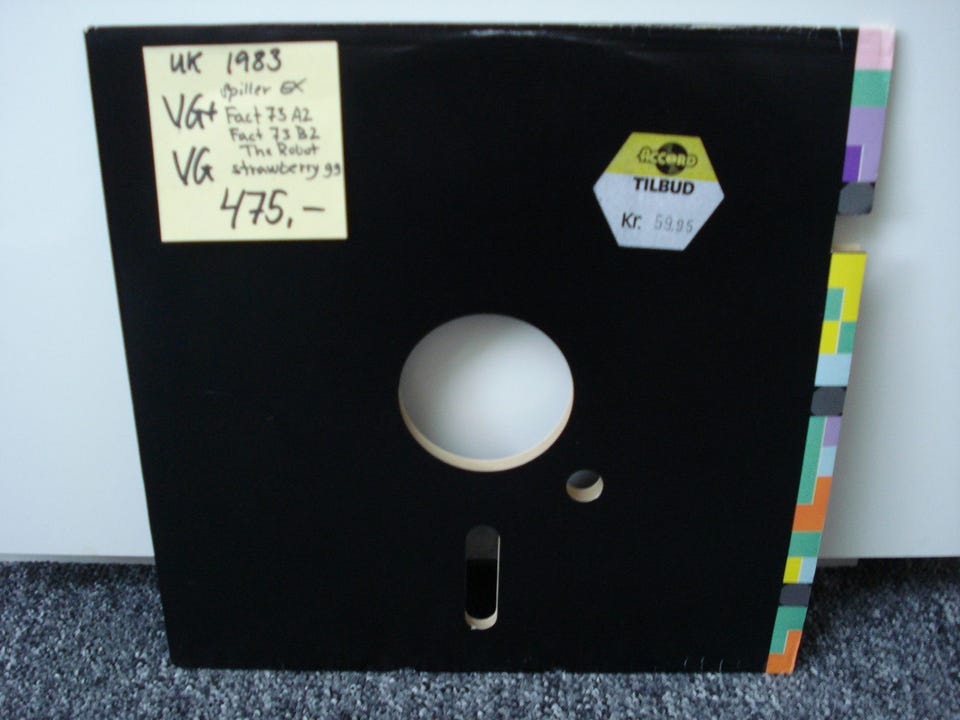 UK 1983
spiller EX
VG+ Fact 73 A2
Fact 73 B2
The Robot
VG strawberry gg
475,-
ACCORD
TILBUD
Kr. 59.95